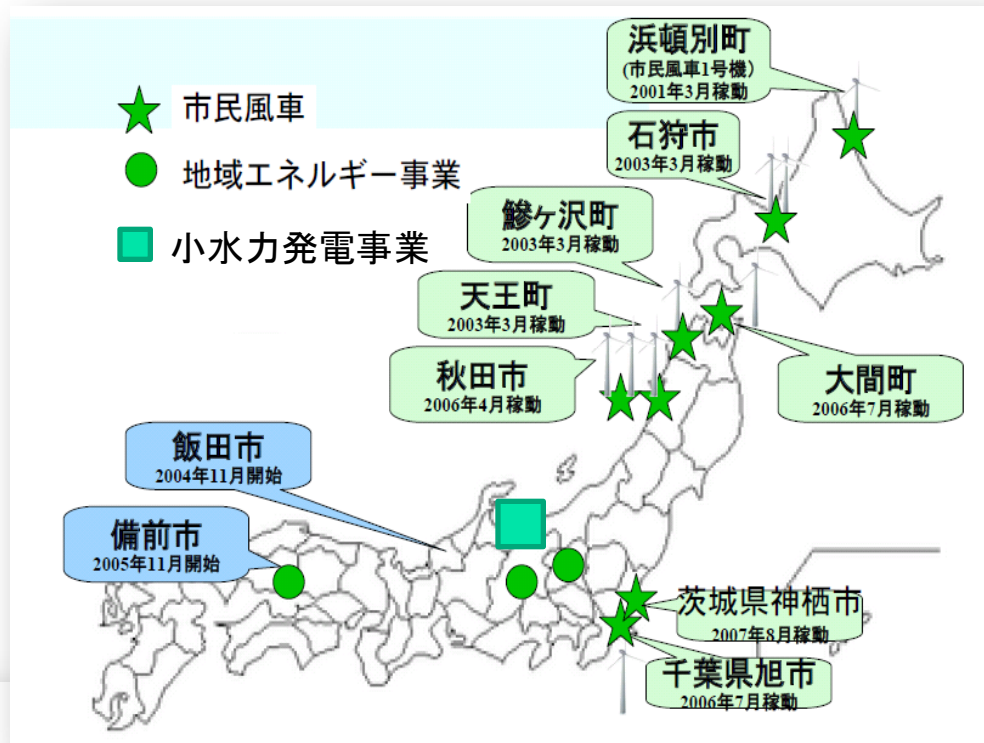 市民風車
地域エネルギー事業
小水力発電事業
浜頓別町
(市民風車1号機)
2001年3月稼動
石狩市
2003年3月稼動
鰺ヶ沢町
2003年3月稼動
天王町
2003年3月稼動
秋田市
2006年4月稼動
大間町
2006年7月稼動
飯田市
2004年11月開始
備前市
2005年11月開始
茨城県神栖市
2007年8月稼動
千葉県旭市
2006年7月稼動